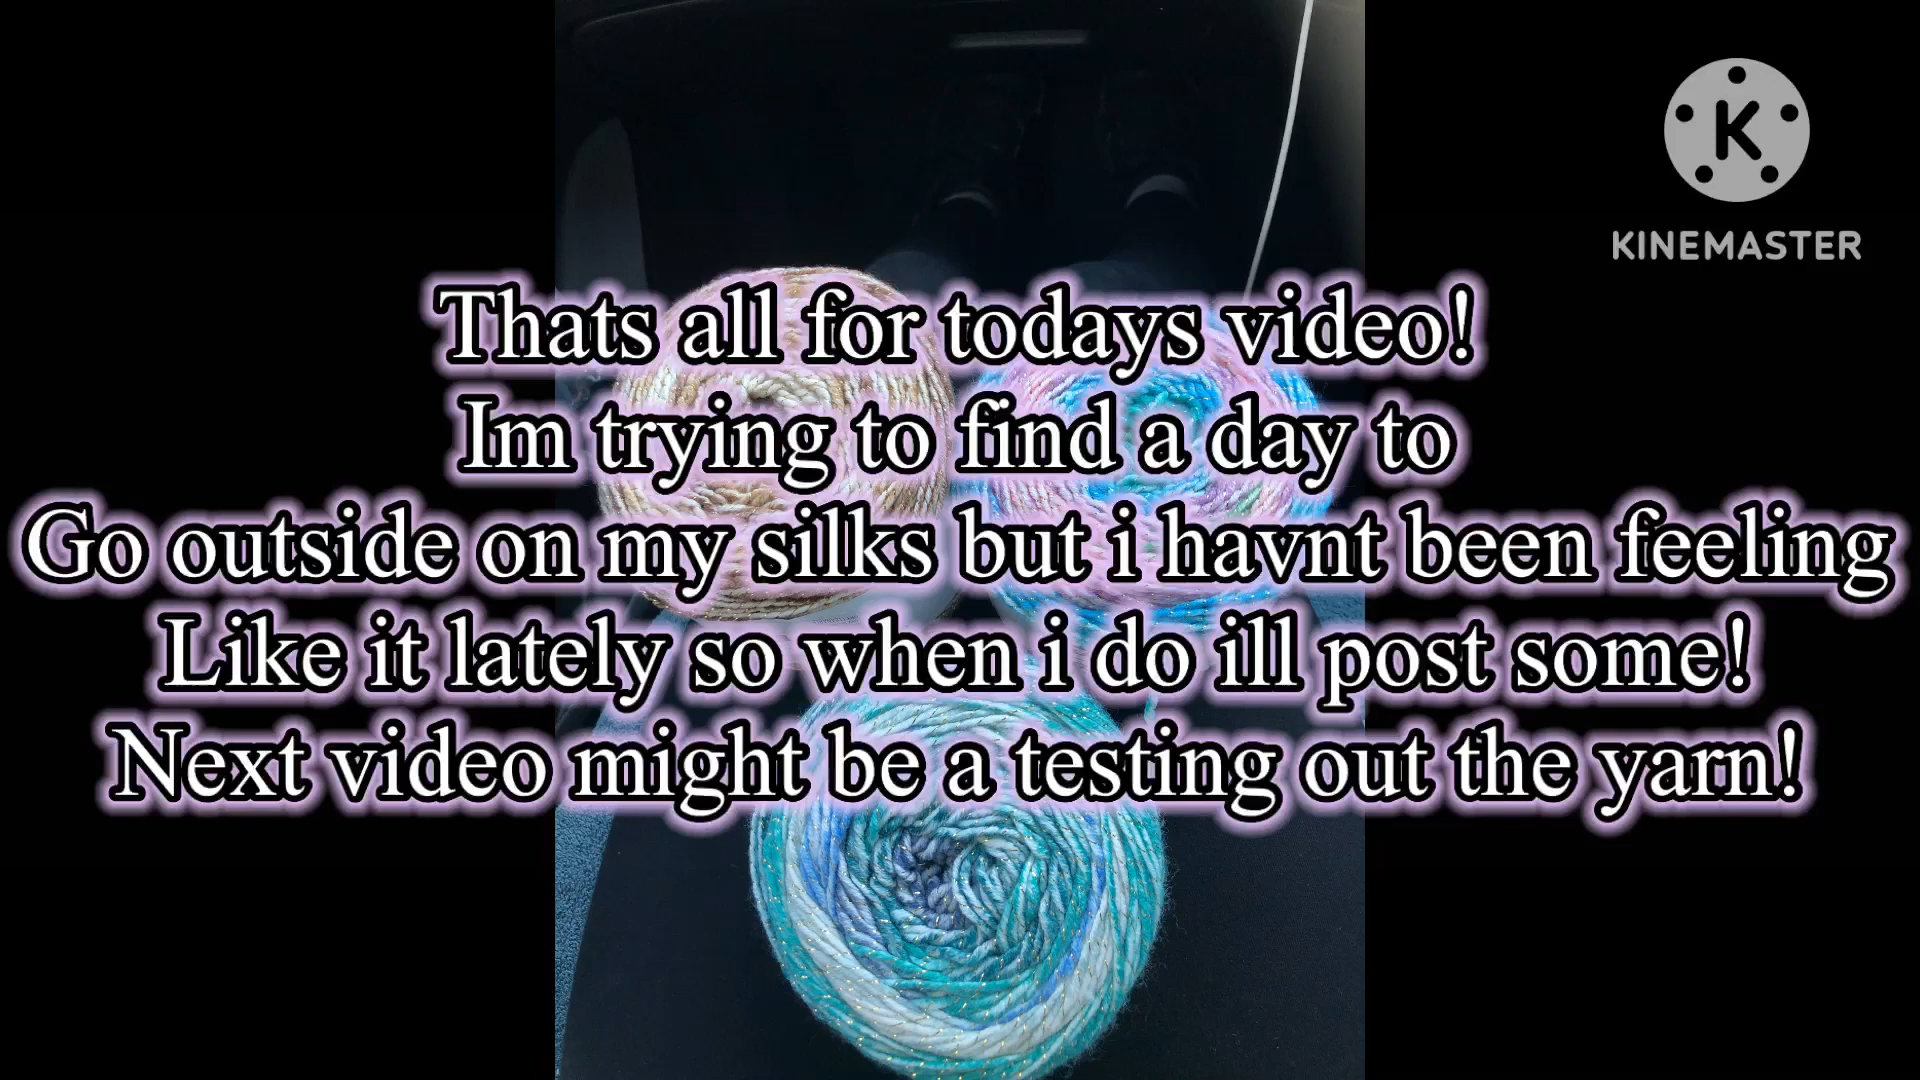 KINEMASTER
Thats all for todays video!
Im trying to find a day to
Go outside on my silks but i havnt been feeling
Like it lately so when i do ill post some!
Next video might be a testing out the yarn!